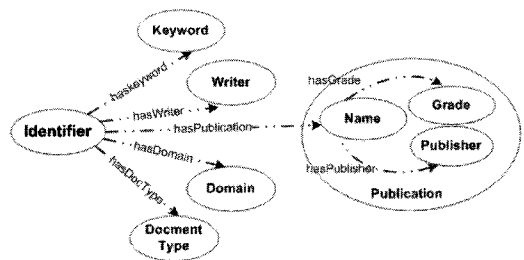 Keyword
haskeyword
Writer
hasWriter
hasGrade
Identifier
hasPublication
Name
Grade
Publisher
hasDomain
hasPublisher
hasDocType
Domain
Publication
Docment
Type